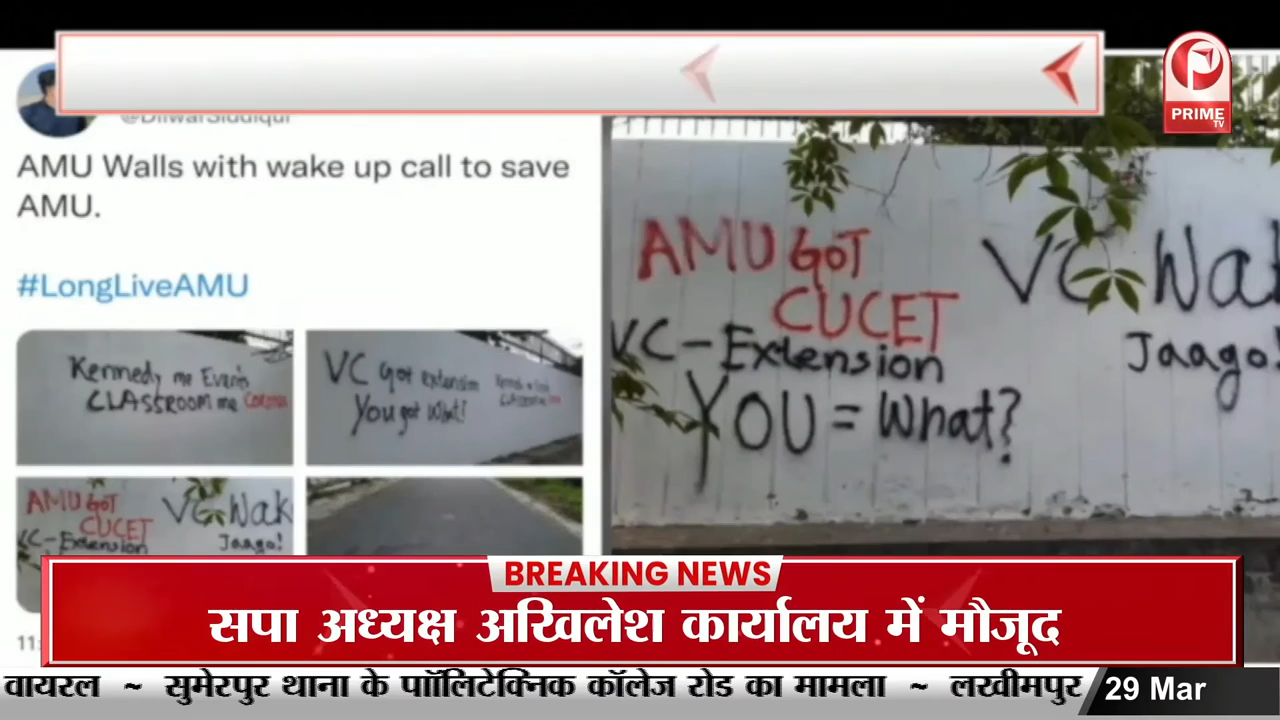 PRIME
TV
AMU Walls with wake up call to save
AMU.
#LongLiveAMU
Kennedy me Events
CLASSROOM me CORONA
VC Got extension
You got What?
AMU GOT
CUCET
VC-Extension
VC Wak
Jaago!
AMU GOT
CUCET
VC-Extension
YOU = What?
VC Wak
Jaago!
BREAKING NEWS
सपा अध्यक्ष अखिलेश कार्यालय में मौजूद
वायरल ~ सुमेरपुर थाना के पाॅलिटेक्निक कॉलेज रोड का मामला ~ लखीमपुर
29 Mar